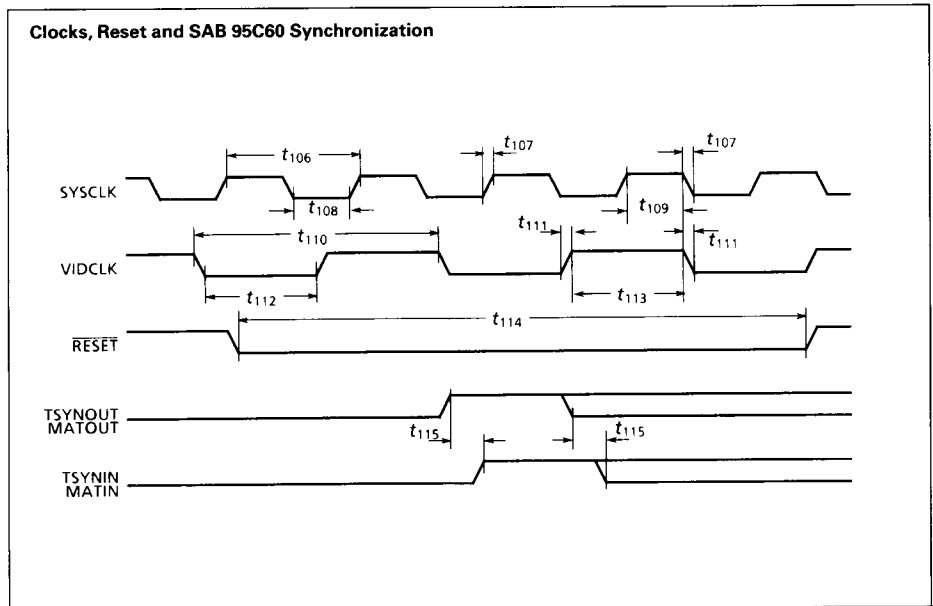 Clocks, Reset and SAB 95C60 Synchronization
t106
t107
t107
SYSCLK
t108
t109
t110
t111
t111
VIDCLK
t112
t113
t114
RESET
TSYNOUT
MATOUT
t115
t115
TSYNIN
MATIN